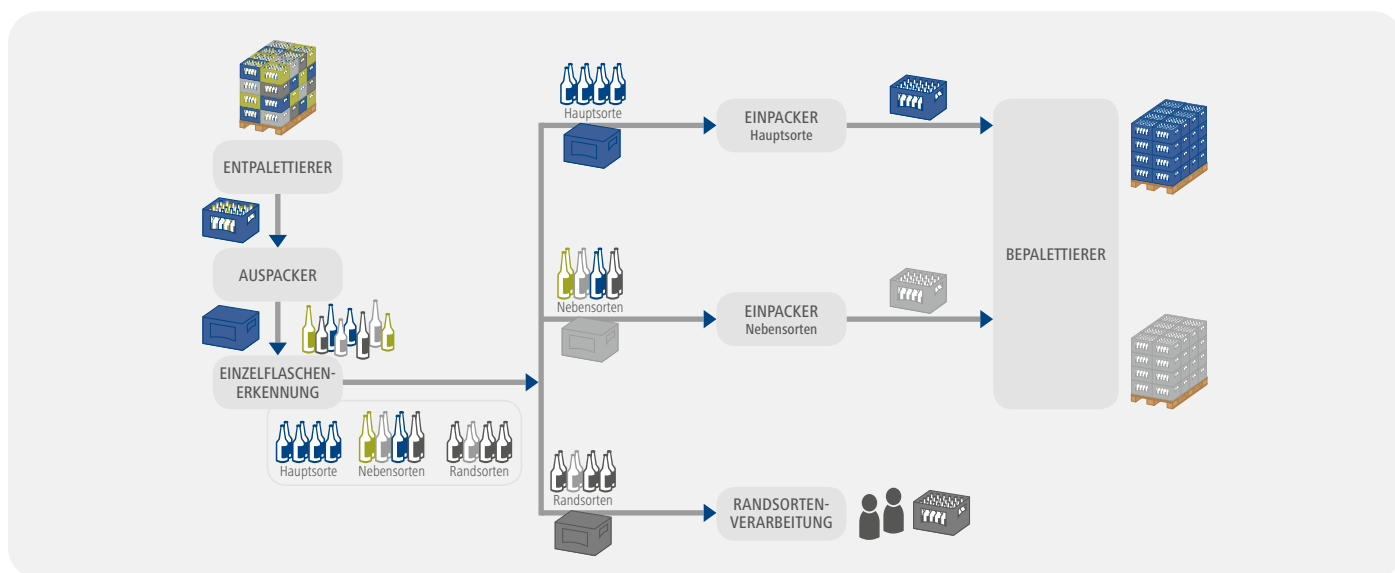 ENTPALETTIERER
AUSPACKER
EINZELFLASCHEN-
ERKENNUNG
Hauptsorte
Nebensorten
Randsorten
Hauptsorte
EINPACKER
Hauptsorte
Nebensorten
EINPACKER
Nebensorten
Randsorten
RANDSORTEN-
VERARBEITUNG
BEPALETTIERER